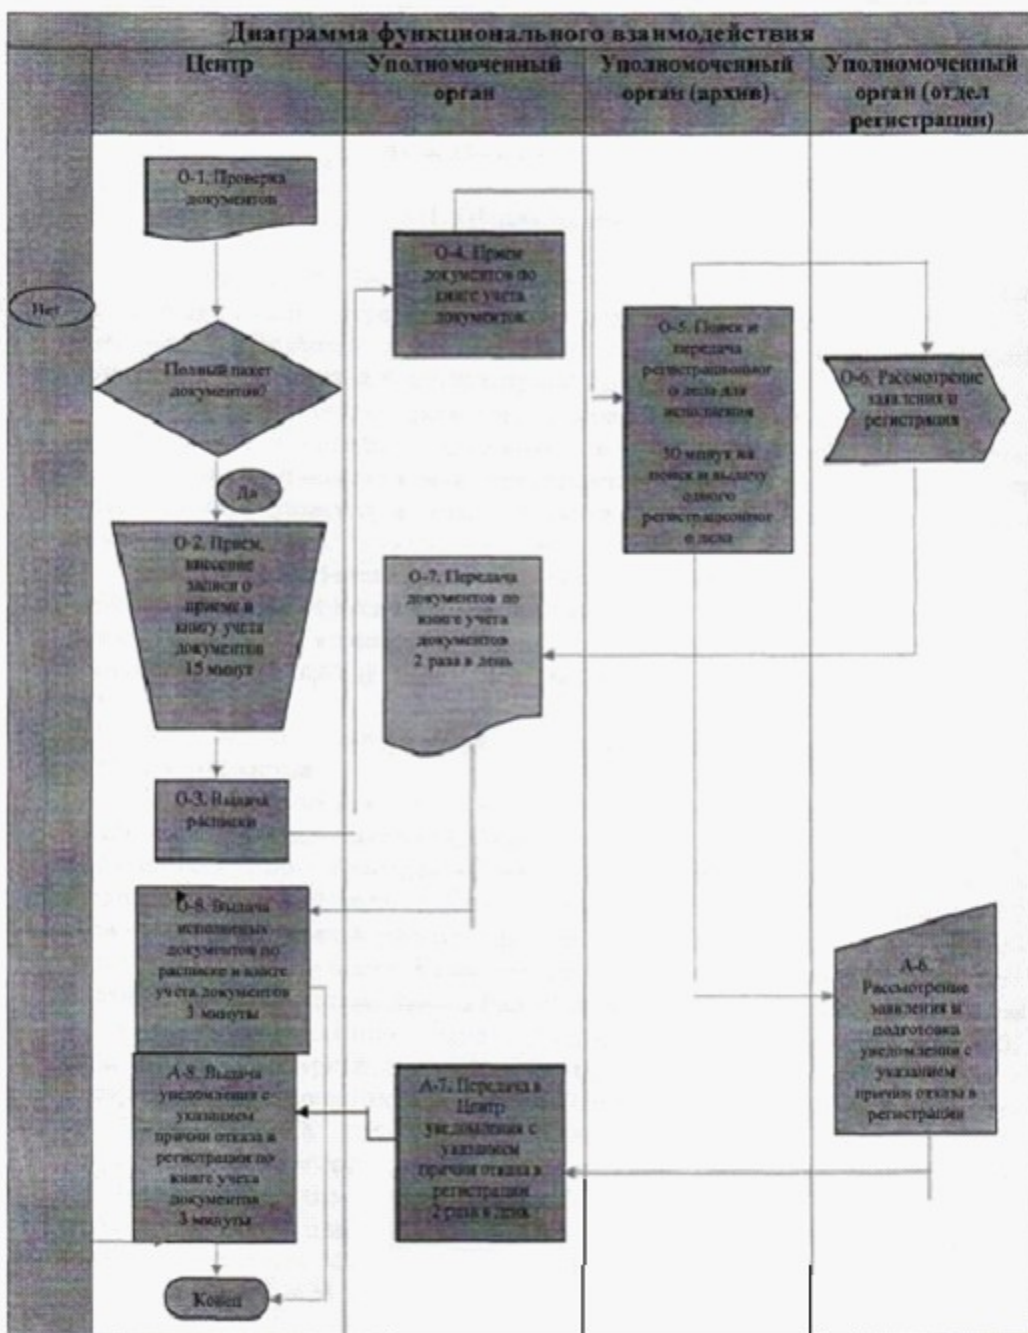 Диаграмма функционального взаимодействия
Центр
Уполномоченный
орган
Уполномоченный
орган (архив)
Уполномоченный
орган (отдел
регистрации)
О-1. Проверка
документов
Нет
Полный пакет
документов?
Да
О-2. Прием,
внесение
записи о
приеме в
книгу учета
документов
15 минут
О-3. Выдача
расписки
О-4. Прием
документов по
книге учета
документов
О-5. Поиск и
передача
регистрационног
о дела для
исполнения
30 минут на
поиск и выдачу
одного
регистрационног
о дела
О-6. Рассмотрение
заявления и
регистрация
О-7. Передача
документов по
книге учета
документов
2 раза в день
О-8. Выдача
исполненых
документов по
расписке и книге
учета документов
3 минуты
А-6.
Рассмотрение
заявления и
подготовка
уведомления с
указанием
причин отказа в
регистрации
А-7. Передача в
Центр
уведомления с
указанием
причин отказа в
регистрации
2 раза в день
А-8. Выдача
уведомления с
указанием
причин отказа в
регистрации по
книге учета
документов
3 минуты
Конец